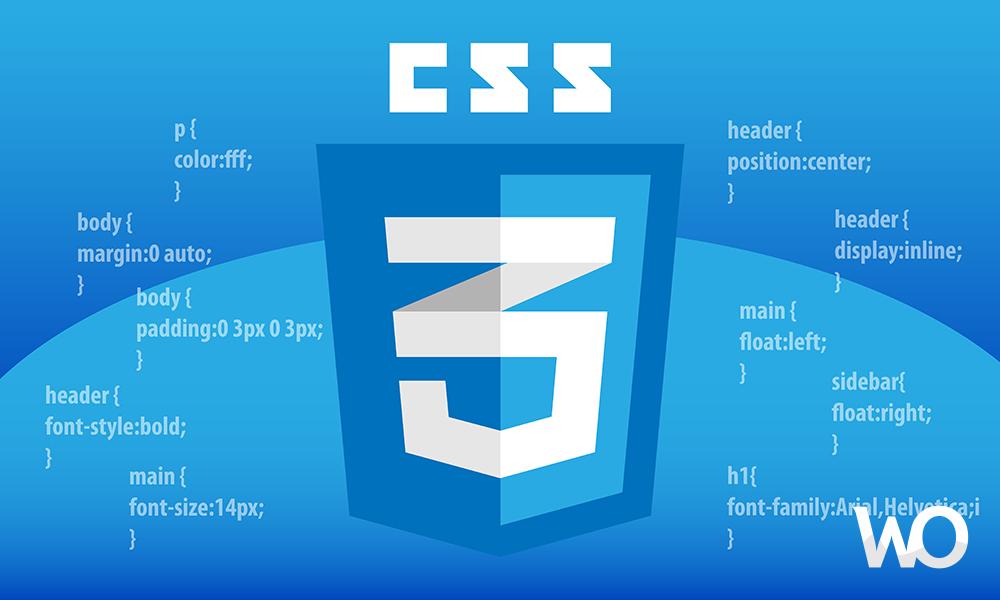 CSS
p {
color:fff;
}
body {
margin:0 auto;
}
body {
padding:0 3px 0 3px;
}
header {
font-style:bold;
}
main {
font-size:14px;
}
3
header {
position:center;
}
header {
display:inline;
}
main {
float:left;
}
sidebar{
float:right;
}
h1{
font-family:Arial,Helvetica;i
}
WO